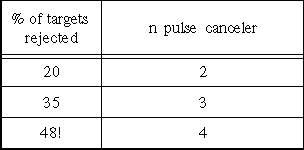 % of targets
rejected
n pulse canceler
20 2
35 3
48! 4